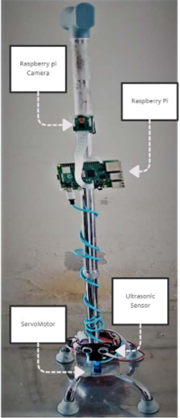 Raspberry pi
Camera
Raspberry Pi
Ultrasonic
Sensor
ServoMotor